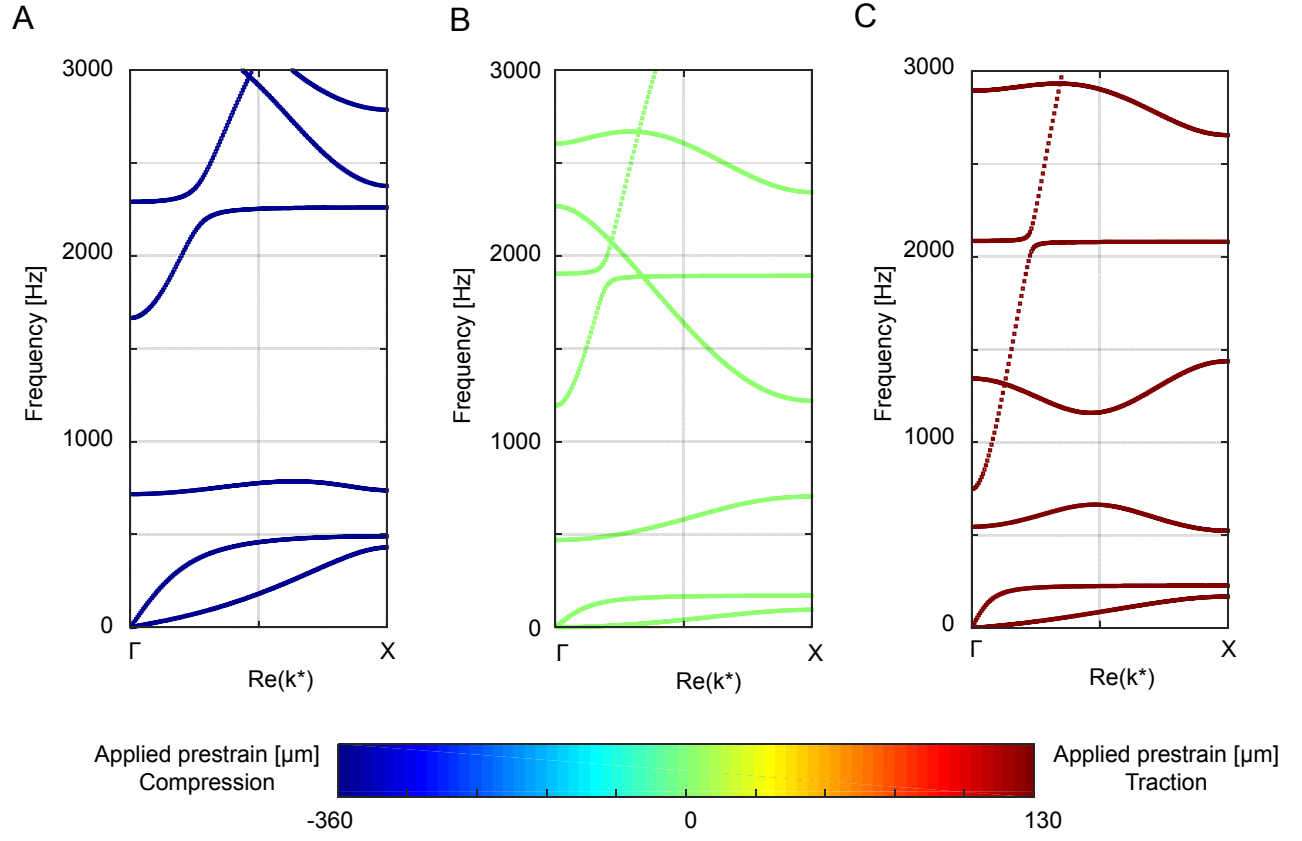 A
B
C
3000
2000
1000
0
Frequency [Hz]
Γ
X
Re(k*)
3000
2000
1000
0
Frequency [Hz]
Γ
X
Re(k*)
3000
2000
1000
0
Frequency [Hz]
Γ
X
Re(k*)
Applied prestrain [µm]
Compression
Applied prestrain [µm]
Traction
-360
0
130